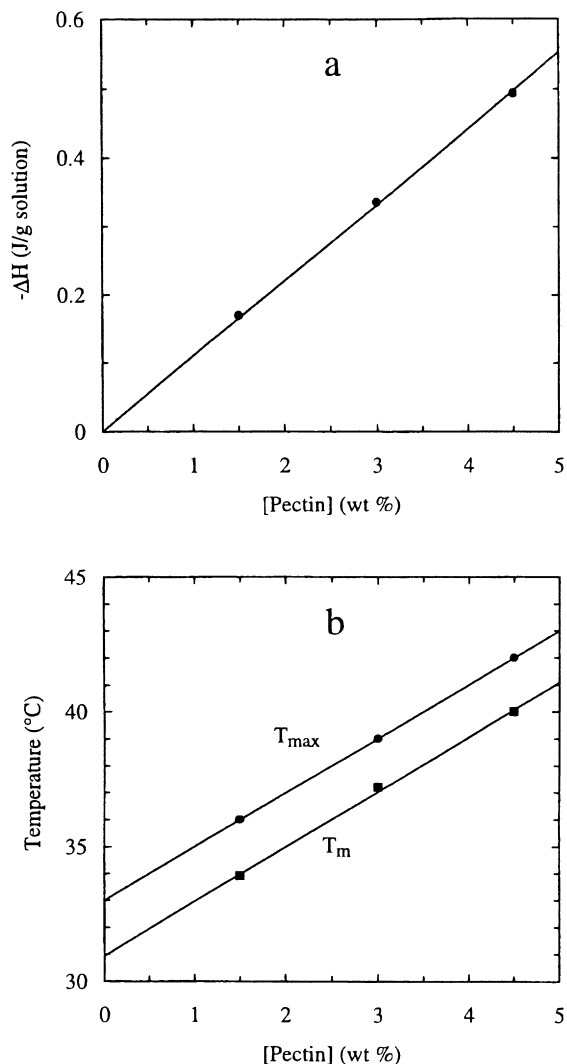 0.6
a
0.4
-ΔH (J/g solution)
0.2
0
0 1 2 3 4 5
[Pectin] (wt %)
45
b
40
Tmax
Temperature (°C)
35
Tm
30
0 1 2 3 4 5
[Pectin] (wt %)